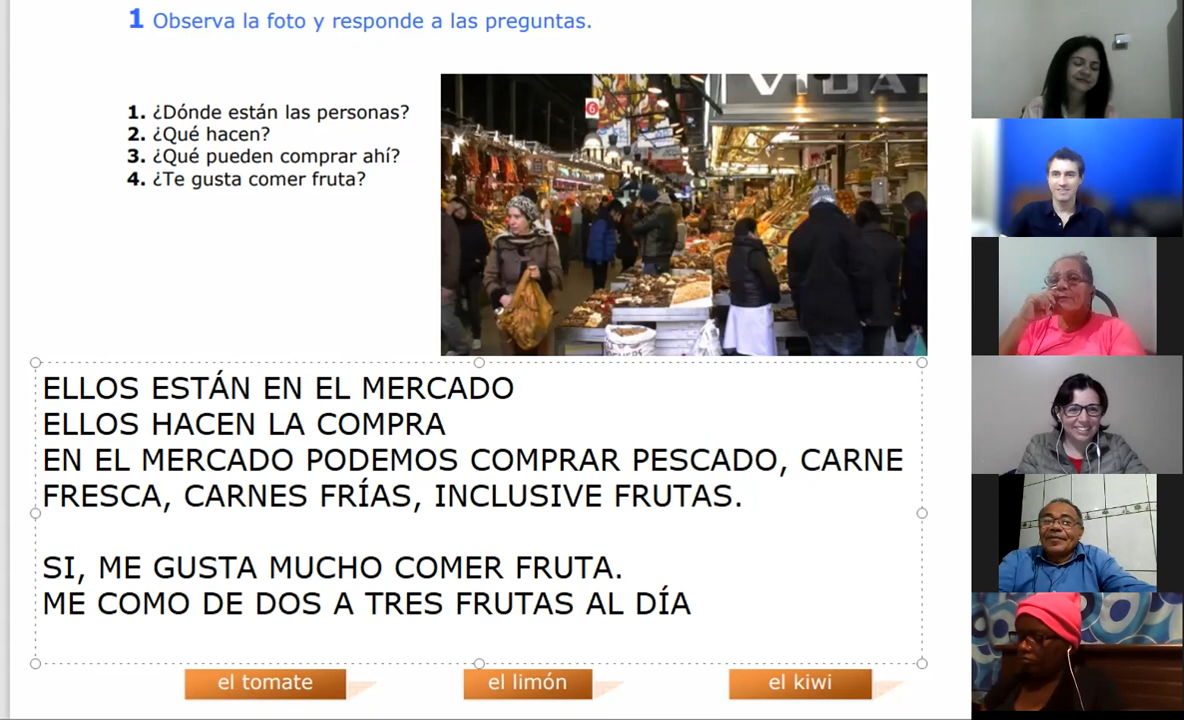 1 Observa la foto y responde a las preguntas.
1. ¿Dónde están las personas?
2. ¿Qué hacen?
3. ¿Qué pueden comprar ahí?
4. ¿Te gusta comer fruta?
VIDAL
6
ELLOS ESTÁN EN EL MERCADO
ELLOS HACEN LA COMPRA
EN EL MERCADO PODEMOS COMPRAR PESCADO, CARNE
FRESCA, CARNES FRÍAS, INCLUSIVE FRUTAS.
SI, ME GUSTA MUCHO COMER FRUTA.
ME COMO DE DOS A TRES FRUTAS AL DÍA
el tomate
el limón
el kiwi